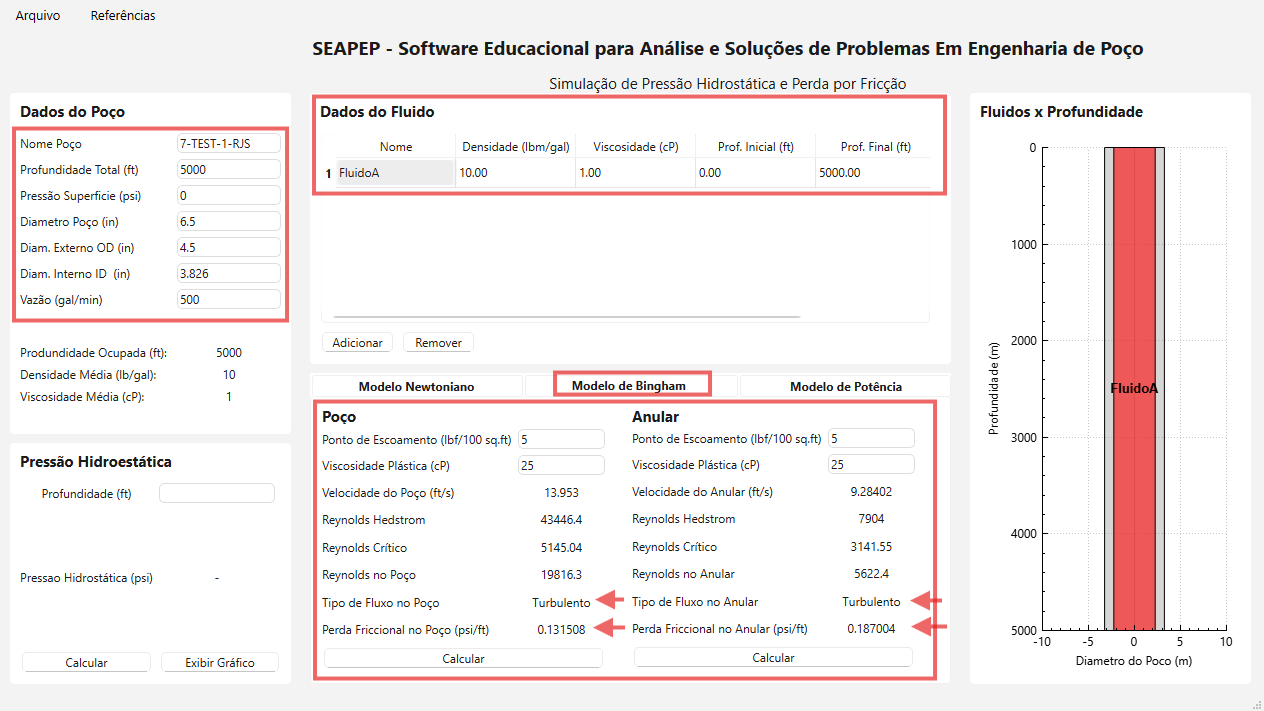 Arquivo Referências
SEAPEP - Software Educacional para Análise e Soluções de Problemas Em Engenharia de Poço
Simulação de Pressão Hidrostática e Perda por Fricção
Dados do Poço
Nome Poço 7-TEST-1-RJS
Profundidade Total (ft) 5000
Pressão Superficie (psi) 0
Diametro Poço (in) 6.5
Diam. Externo OD (in) 4.5
Diam. Interno ID (in) 3.826
Vazão (gal/min) 500
Produndidade Ocupada (ft): 5000
Densidade Média (lb/gal): 10
Viscosidade Média (cP): 1
Pressão Hidroestática
Profundidade (ft)
Pressao Hidrostática (psi) -
Calcular Exibir Gráfico
Dados do Fluido
Nome Densidade (lbm/gal) Viscosidade (cP) Prof. Inicial (ft) Prof. Final (ft)
1 FluidoA 10.00 1.00 0.00 5000.00
Adicionar Remover
Modelo Newtoniano Modelo de Bingham Modelo de Potência
Poço
Ponto de Escoamento (lbf/100 sq.ft) 5
Viscosidade Plástica (cP) 25
Velocidade do Poço (ft/s) 13.953
Reynolds Hedstrom 43446.4
Reynolds Crítico 5145.04
Reynolds no Poço 19816.3
Tipo de Fluxo no Poço Turbulento
Perda Friccional no Poço (psi/ft) 0.131508
Calcular
Anular
Ponto de Escoamento (lbf/100 sq.ft) 5
Viscosidade Plástica (cP) 25
Velocidade do Anular (ft/s) 9.28402
Reynolds Hedstrom 7904
Reynolds Crítico 3141.55
Reynolds no Anular 5622.4
Tipo de Fluxo no Anular Turbulento
Perda Friccional no Anular (psi/ft) 0.187004
Calcular
Fluidos x Profundidade
0
1000
2000
3000
4000
5000
Profundidade (m)
FluidoA
-10 -5 0 5 10
Diametro do Poco (m)